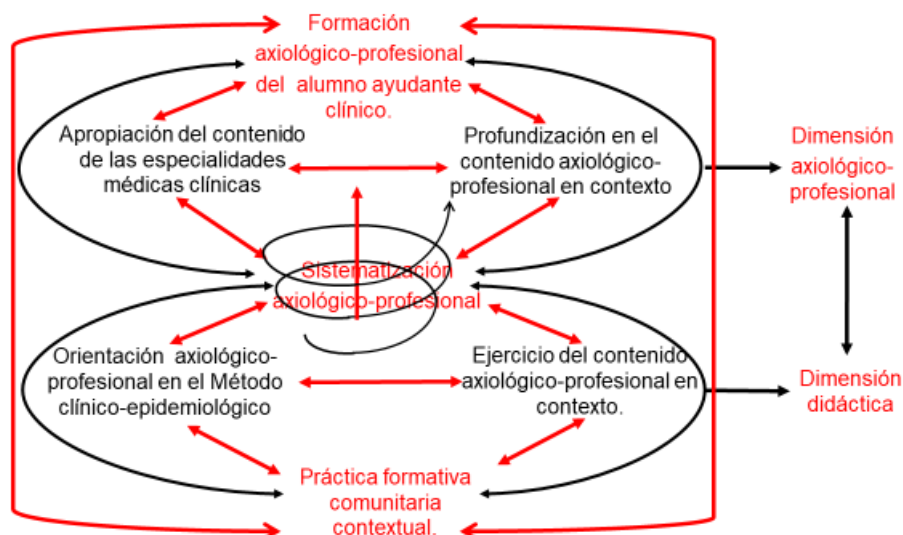 Formación
axiológico-profesional
del alumno ayudante
clínico.
Apropiación del contenido
de las especialidades
médicas clínicas
Profundización en el
contenido axiológico-
profesional en contexto
Dimensión
axiológico-
profesional
Sistematización
axiológico-profesional
Orientación axiológico-
profesional en el Método
clínico-epidemiológico
Ejercicio del contenido
axiológico-profesional en
contexto.
Dimensión
didáctica
Práctica formativa
comunitaria
contextual.